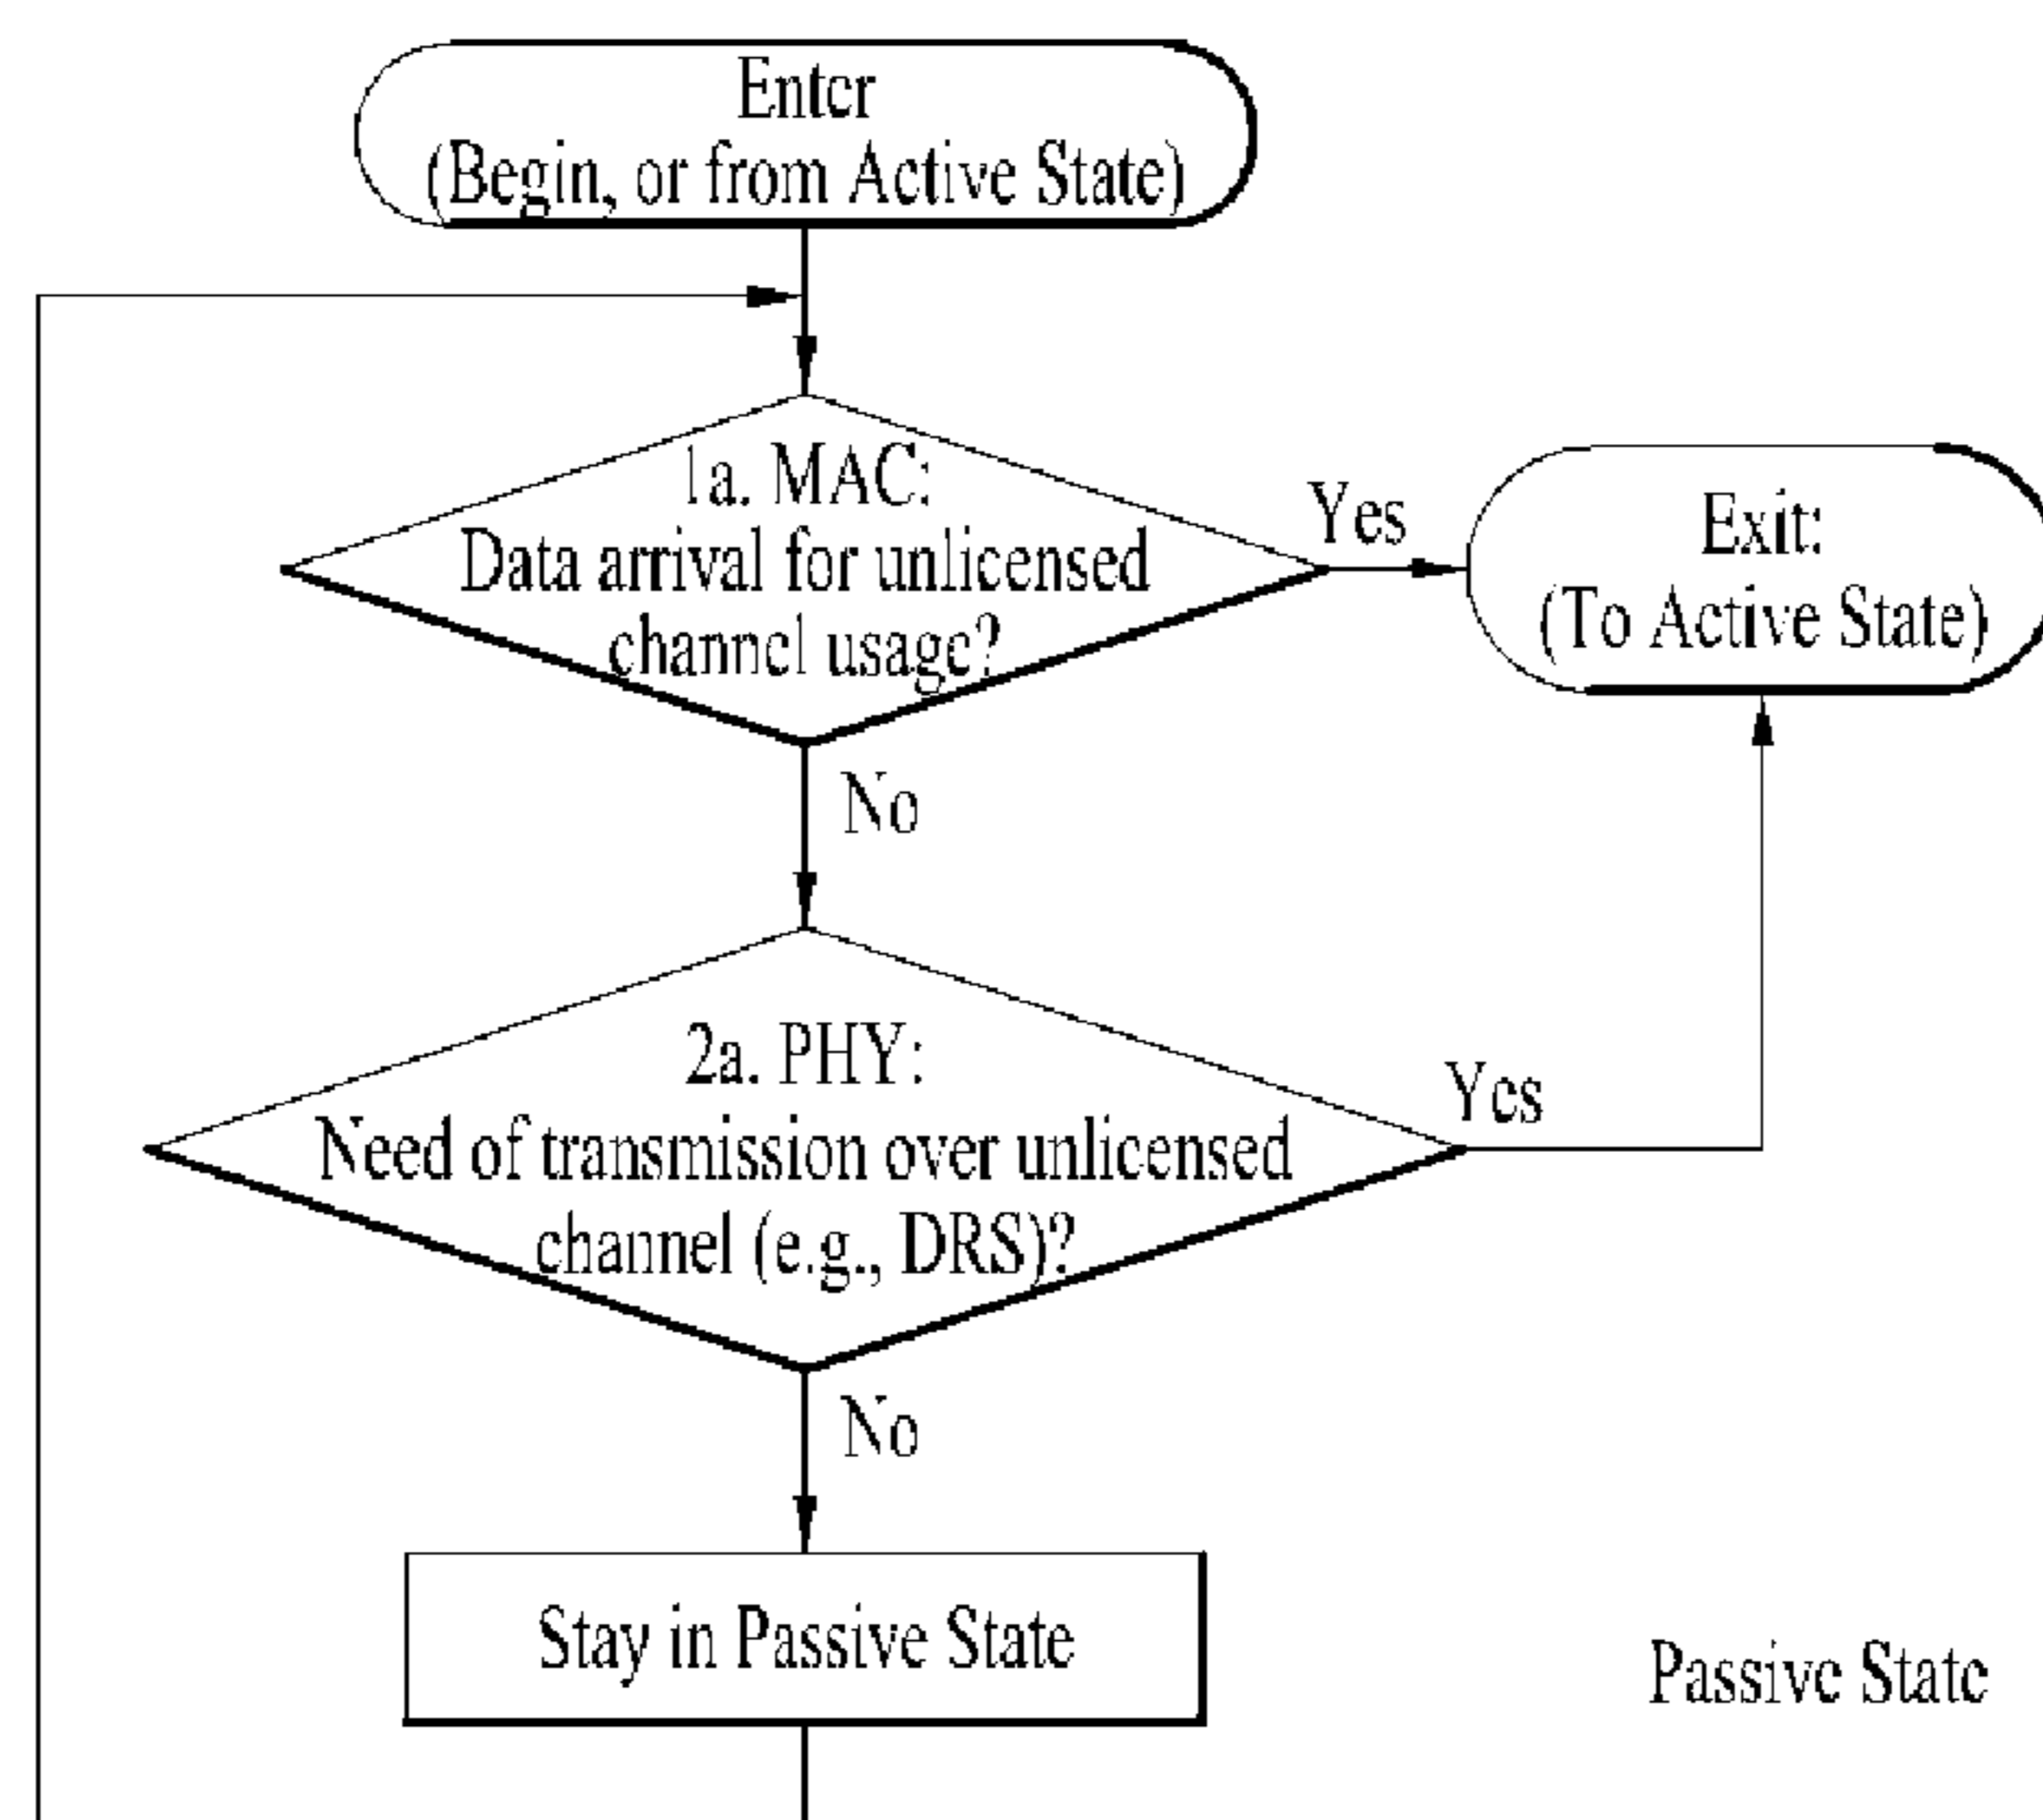 Enter
(Begin, or from Active State)
1a. MAC:
Data arrival for unlicensed
channel usage?
Yes
Exit:
(To Active State)
No
2a. PHY:
Need of transmission over unlicensed
channel (e.g., DRS)?
Yes
No
Stay in Passive State
Passive State